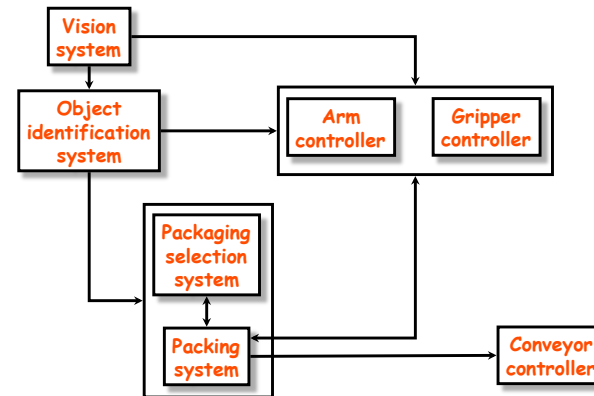 Vision
system
Object
identification
system
Arm
controller
Gripper
controller
Packaging
selection
system
Packing
system
Conveyor
controller